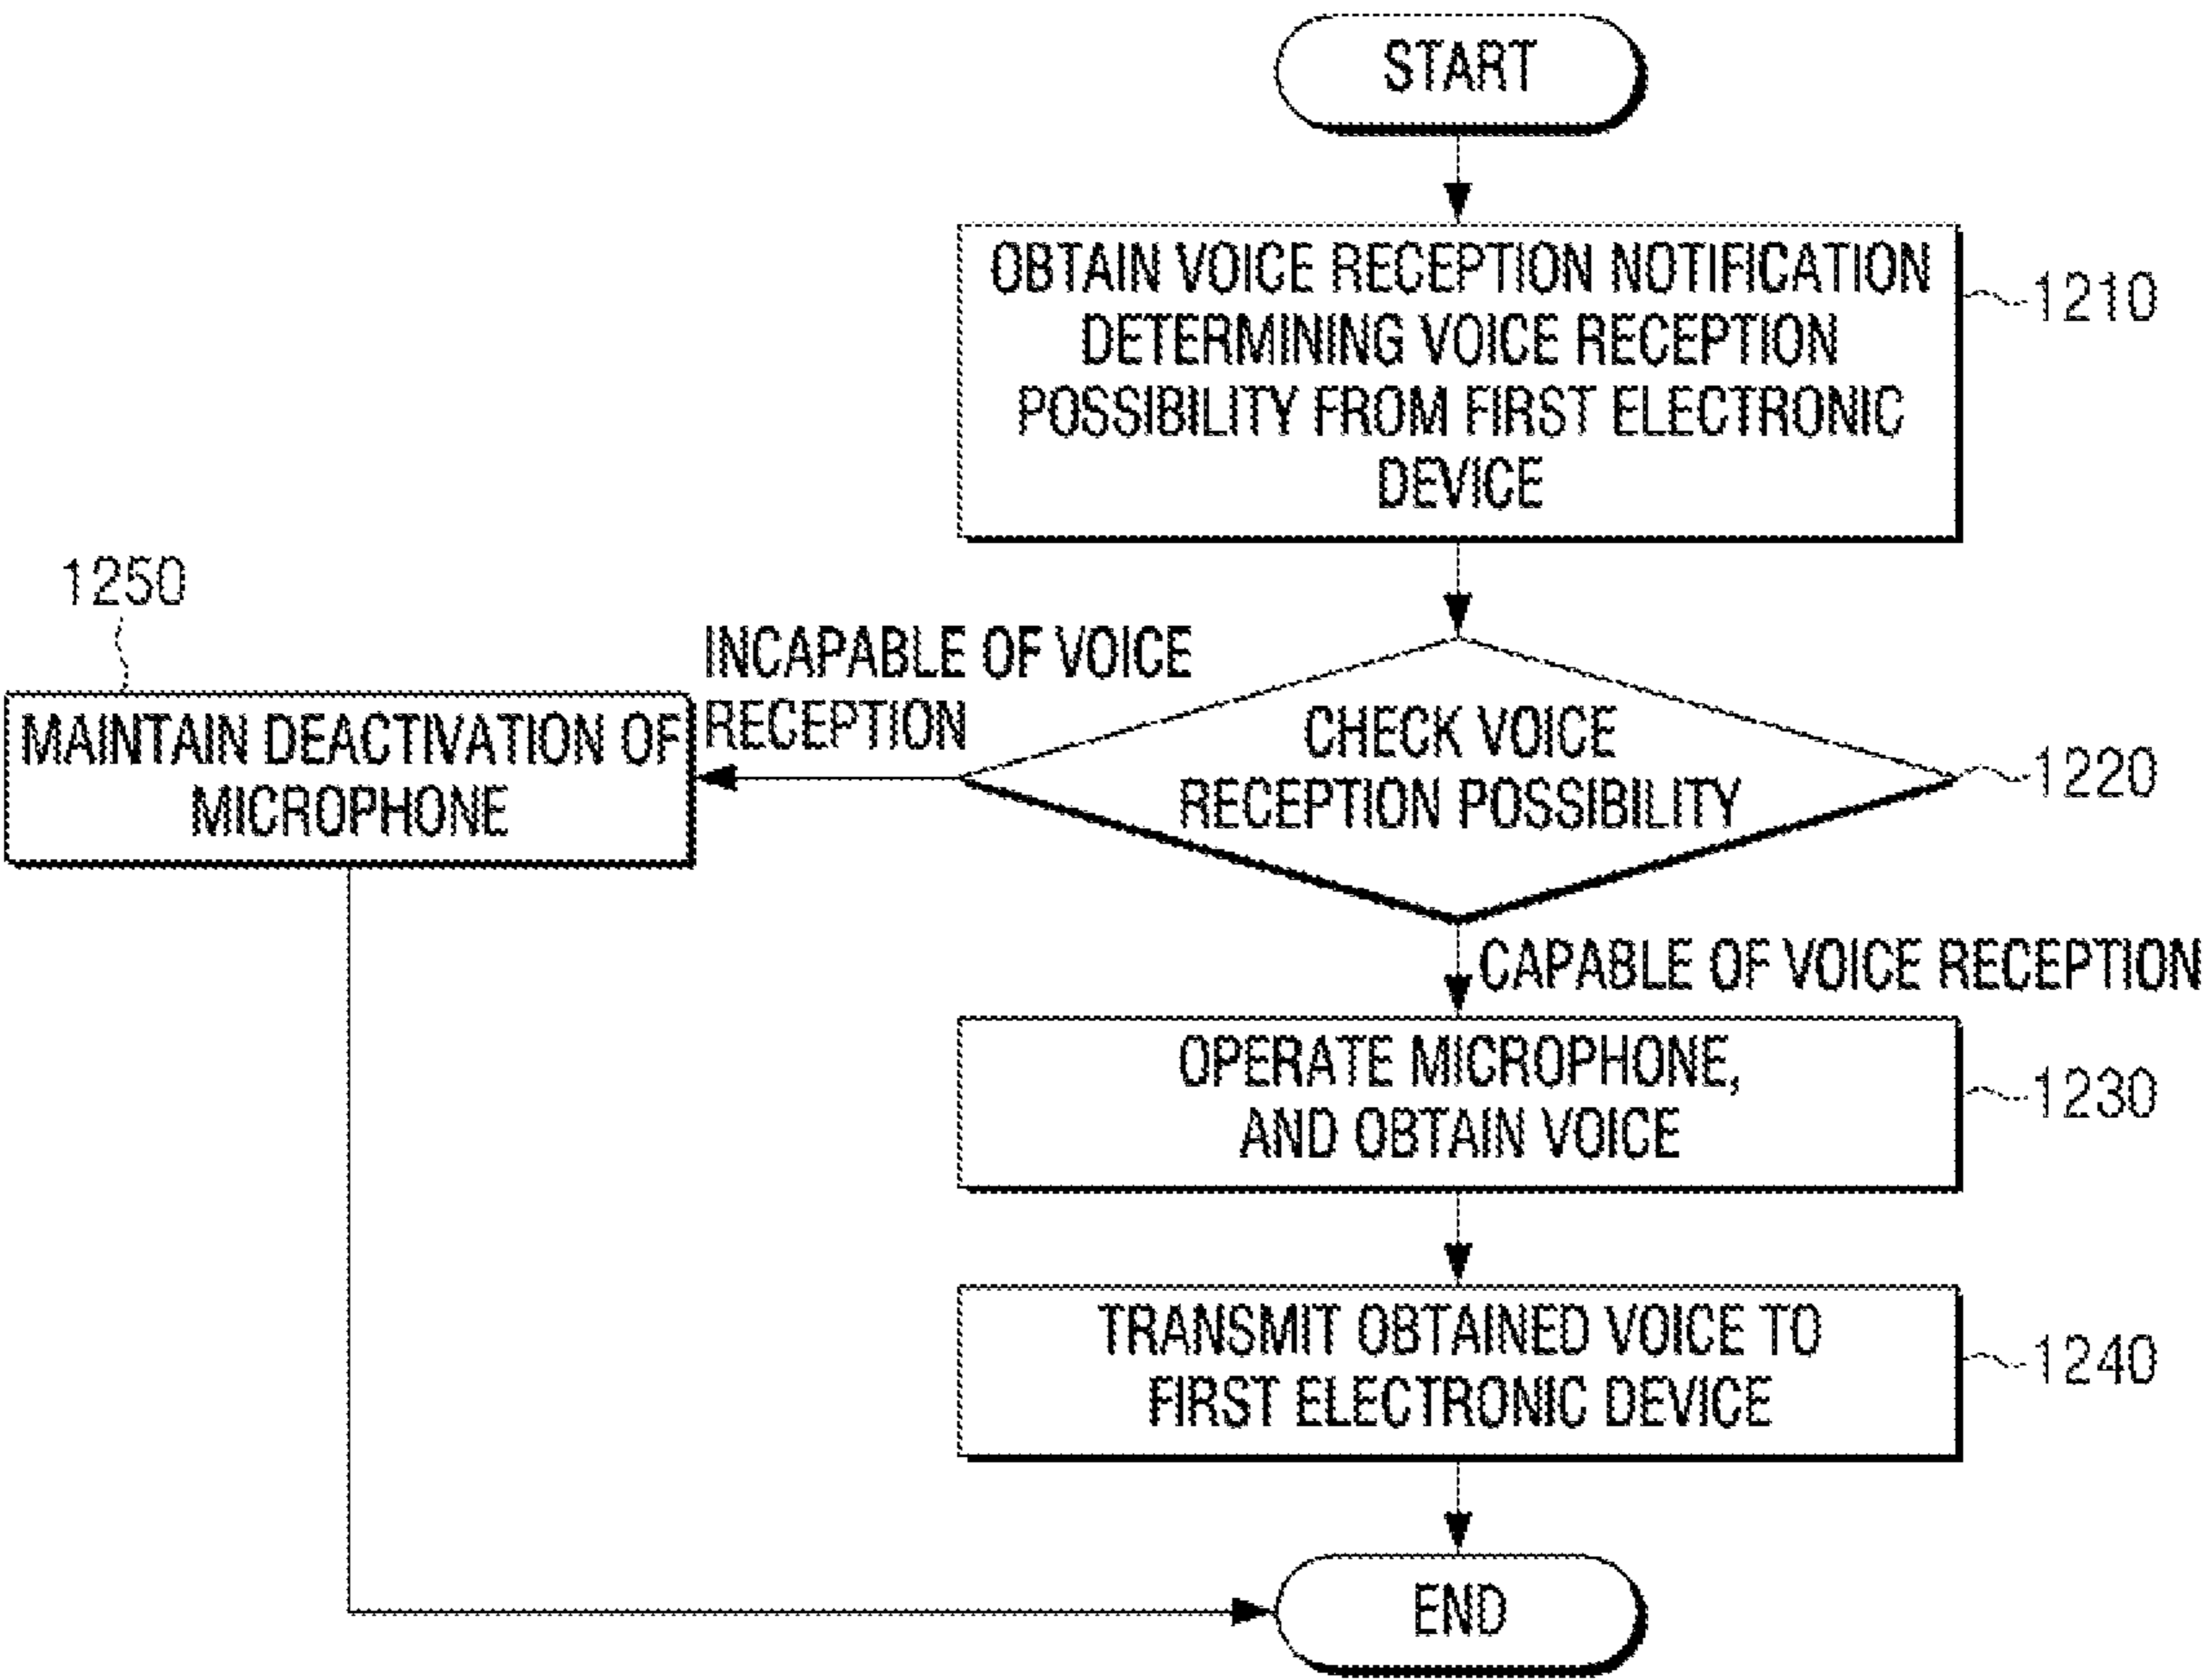 START
OBTAIN VOICE RECEPTION NOTIFICATION
DETERMINING VOICE RECEPTION
POSSIBILITY FROM FIRST ELECTRONIC
DEVICE
1210
1250
MAINTAIN DEACTIVATION OF
MICROPHONE
INCAPABLE OF VOICE
RECEPTION
CHECK VOICE
RECEPTION POSSIBILITY
1220
CAPABLE OF VOICE RECEPTION
OPERATE MICROPHONE,
AND OBTAIN VOICE
1230
TRANSMIT OBTAINED VOICE TO
FIRST ELECTRONIC DEVICE
1240
END